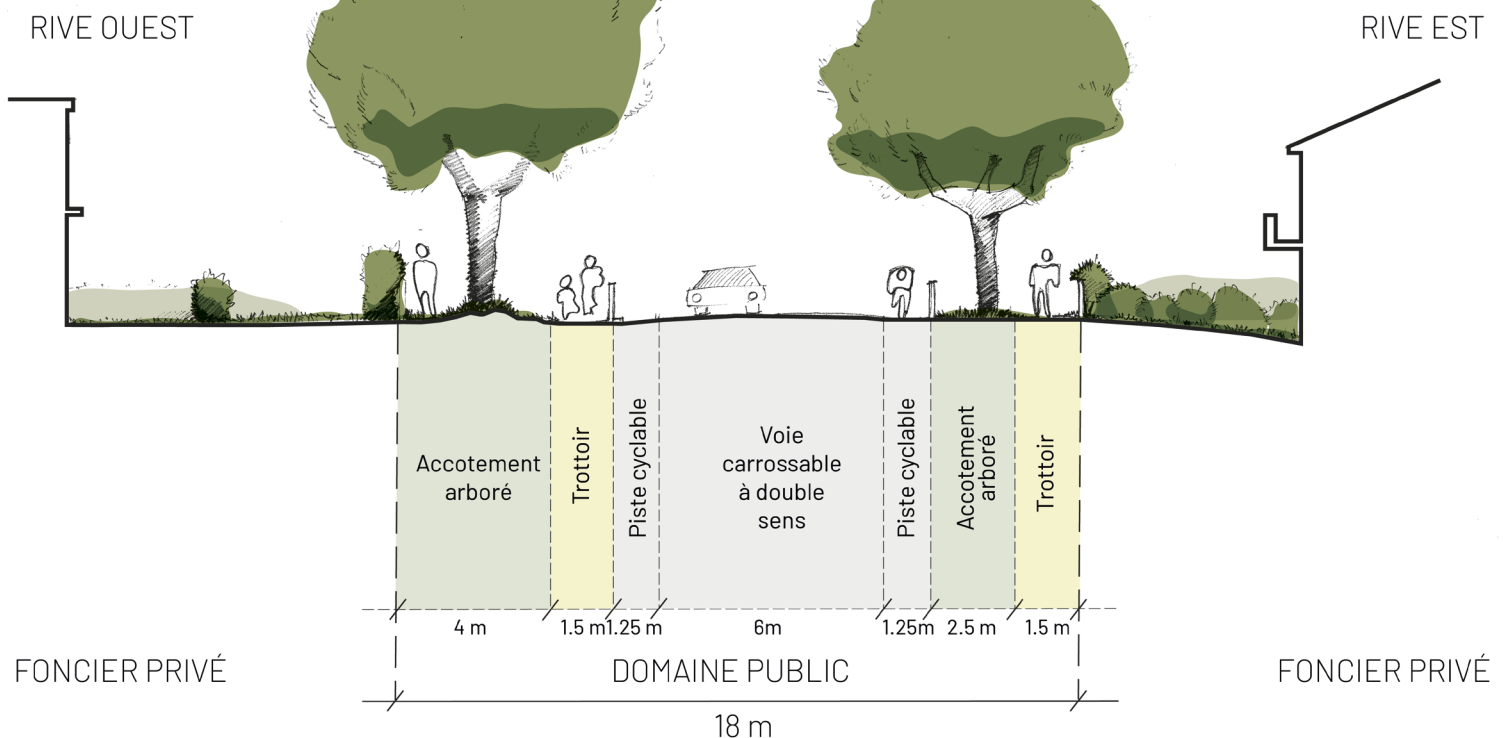 RIVE OUEST
RIVE EST
Accotement
arboré
Trottoir
Piste cyclable
Voie
carrossable
à double
sens
Piste cyclable
Accotement
arboré
Trottoir
4 m
1.5 m
1.25 m
6m
1.25m
2.5 m
1.5 m
FONCIER PRIVÉ
DOMAINE PUBLIC
FONCIER PRIVÉ
18 m